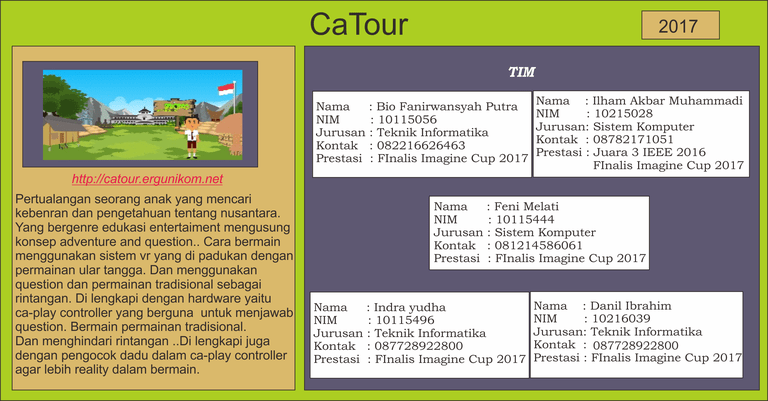 CaTour
2017
http://catour.ergunikom.net
Pertualangan seorang anak yang mencari
kebenran dan pengetahuan tentang nusantara.
Yang bergenre edukasi entertaiment mengusung
konsep adventure and question.. Cara bermain
menggunakan sistem vr yang di padukan dengan
permainan ular tangga. Dan menggunakan
question dan permainan tradisional sebagai
rintangan. Di lengkapi dengan hardware yaitu
ca-play controller yang berguna untuk menjawab
question. Bermain permainan tradisional.
Dan menghindari rintangan ..Di lengkapi juga
dengan pengocok dadu dalam ca-play controller
agar lebih reality dalam bermain.
TIM
Nama : Bio Fanirwansyah Putra
NIM : 10115056
Jurusan : Teknik Informatika
Kontak : 082216626463
Prestasi : FInalis Imagine Cup 2017
Nama : Ilham Akbar Muhammadi
NIM : 10215028
Jurusan: Sistem Komputer
Kontak : 08782171051
Prestasi : Juara 3 IEEE 2016
FInalis Imagine Cup 2017
Nama : Feni Melati
NIM : 10115444
Jurusan : Sistem Komputer
Kontak : 081214586061
Prestasi : FInalis Imagine Cup 2017
Nama : Indra yudha
NIM : 10115496
Jurusan : Teknik Informatika
Kontak : 087728922800
Prestasi : FInalis Imagine Cup 2017
Nama : Danil Ibrahim
NIM : 10216039
Jurusan: Teknik Informatika
Kontak : 087728922800
Prestasi : FInalis Imagine Cup 2017